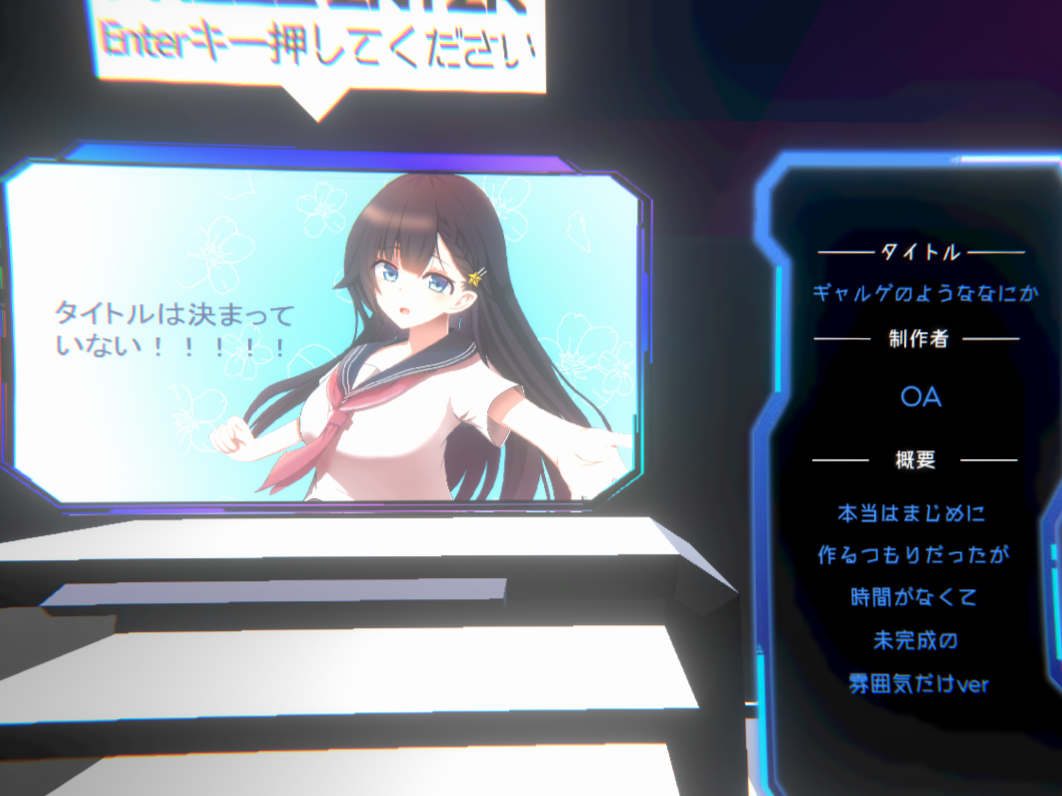 Enterキー押してください
タイトルは決まって
いない！！！！！
タイトル
ギャルゲのようななにか
制作者
OA
概要
本当はまじめに
作るつもりだったが
時間がなくて
未完成の
雰囲気だけver